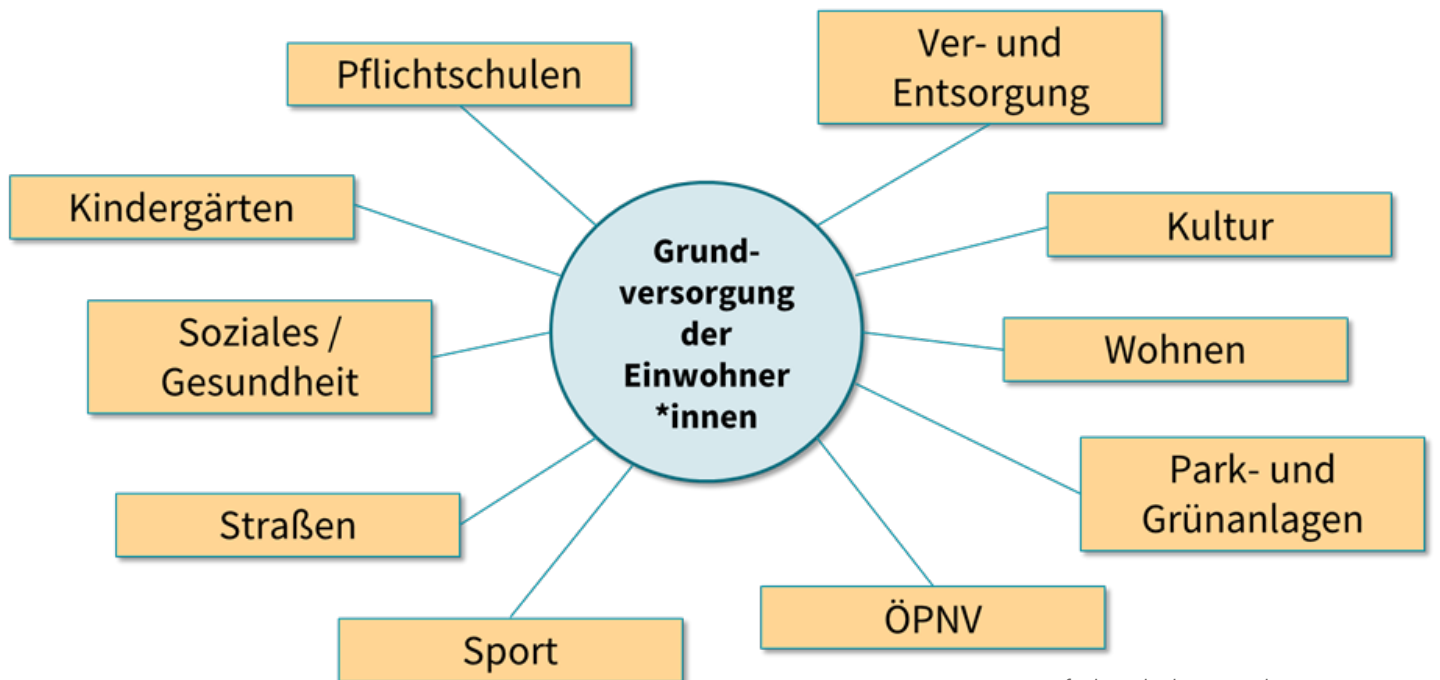 Pflichtschulen
Ver- und
Entsorgung
Kindergärten
Kultur
Grund-
versorgung
der
Einwohner
*innen
Soziales /
Gesundheit
Wohnen
Park- und
Grünanlagen
Straßen
ÖPNV
Sport